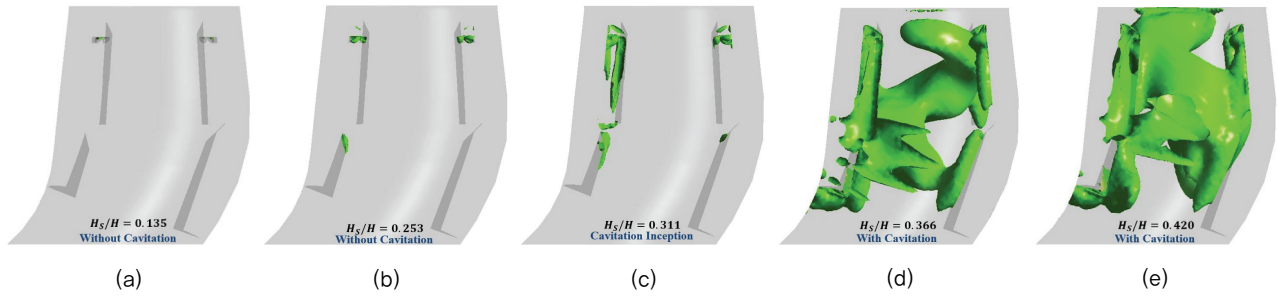 H_S/H = 0.135
Without Cavitation
(a)
H_S/H = 0.253
Without Cavitation
(b)
H_S/H = 0.311
Cavitation Inception
(c)
H_S/H = 0.366
With Cavitation
(d)
H_S/H = 0.420
With Cavitation
(e)